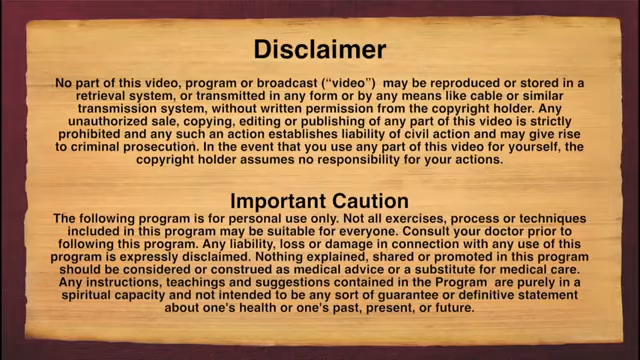 Disclaimer
No part of this video, program or broadcast (“video”) may be reproduced or stored in a
retrieval system, or transmitted in any form or by any means like cable or similar
transmission system, without written permission from the copyright holder. Any
unauthorized sale, copying, editing or publishing of any part of this video is strictly
prohibited and any such an action establishes liability of civil action and may give rise
to criminal prosecution. In the event that you use any part of this video for yourself, the
copyright holder assumes no responsibility for your actions.
Important Caution
The following program is for personal use only. Not all exercises, process or techniques
included in this program may be suitable for everyone. Consult your doctor prior to
following this program. Any liability, loss or damage in connection with any use of this
program is expressly disclaimed. Nothing explained, shared or promoted in this program
should be considered or construed as medical advice or a substitute for medical care.
Any instructions, teachings and suggestions contained in the Program are purely in a
spiritual capacity and not intended to be any sort of guarantee or definitive statement
about one’s health or one’s past, present, or future.